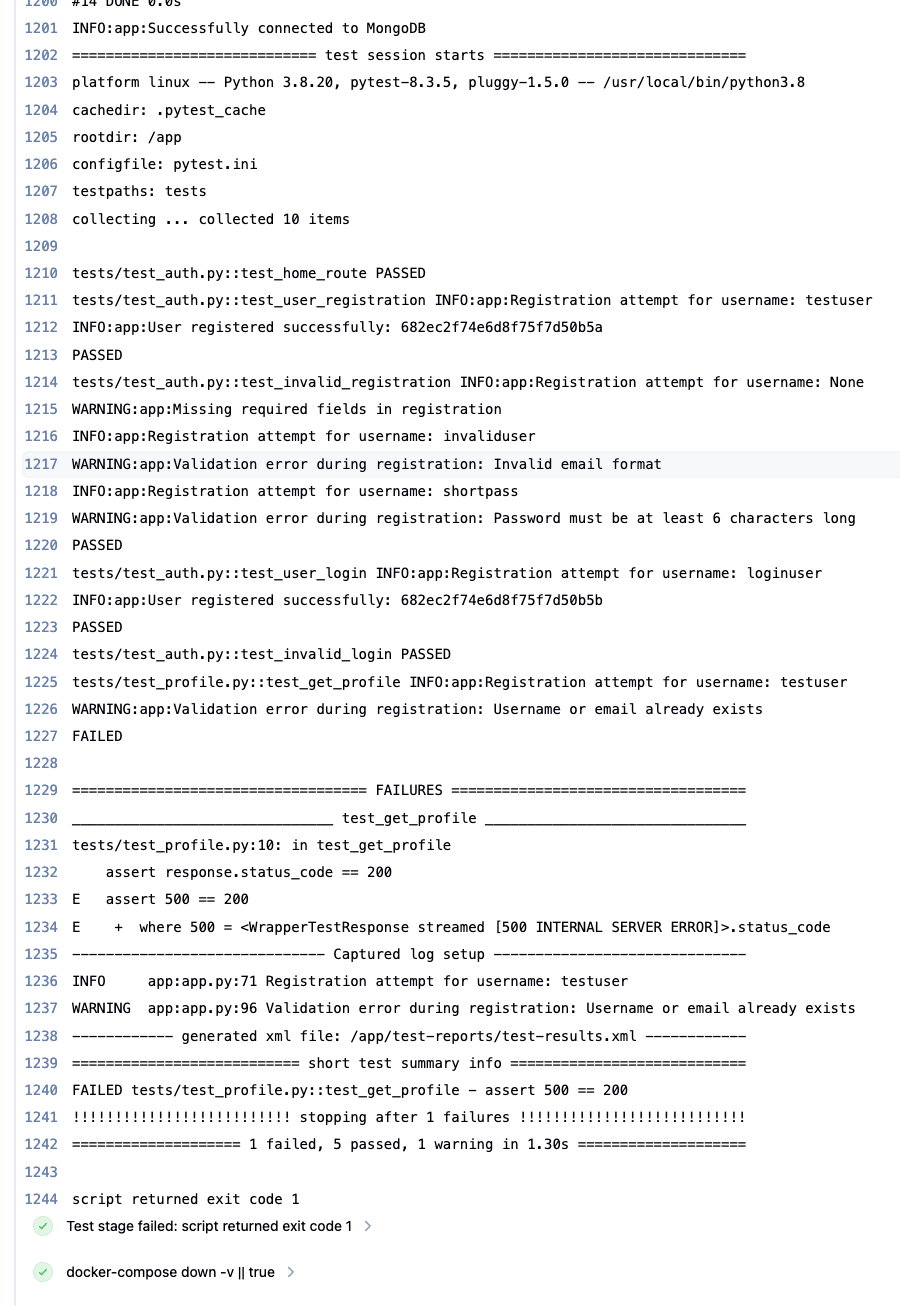 1200 #14 DONE 0.0s
1201 INFO:app:Successfully connected to MongoDB
1202 ============================= test session starts ==============================
1203 platform linux -- Python 3.8.20, pytest-8.3.5, pluggy-1.5.0 -- /usr/local/bin/python3.8
1204 cachedir: .pytest_cache
1205 rootdir: /app
1206 configfile: pytest.ini
1207 testpaths: tests
1208 collecting ... collected 10 items
1209
1210 tests/test_auth.py::test_home_route PASSED
1211 tests/test_auth.py::test_user_registration INFO:app:Registration attempt for username: testuser
1212 INFO:app:User registered successfully: 682ec2f74e6d8f75f7d50b5a
1213 PASSED
1214 tests/test_auth.py::test_invalid_registration INFO:app:Registration attempt for username: None
1215 WARNING:app:Missing required fields in registration
1216 INFO:app:Registration attempt for username: invaliduser
1217 WARNING:app:Validation error during registration: Invalid email format
1218 INFO:app:Registration attempt for username: shortpass
1219 WARNING:app:Validation error during registration: Password must be at least 6 characters long
1220 PASSED
1221 tests/test_auth.py::test_user_login INFO:app:Registration attempt for username: loginuser
1222 INFO:app:User registered successfully: 682ec2f74e6d8f75f7d50b5b
1223 PASSED
1224 tests/test_auth.py::test_invalid_login PASSED
1225 tests/test_profile.py::test_get_profile INFO:app:Registration attempt for username: testuser
1226 WARNING:app:Validation error during registration: Username or email already exists
1227 FAILED
1228
1229 =================================== FAILURES ===================================
1230 _______________________________ test_get_profile _______________________________
1231 tests/test_profile.py:10: in test_get_profile
1232     assert response.status_code == 200
1233 E   assert 500 == 200
1234 E    +  where 500 = <WrapperTestResponse streamed [500 INTERNAL SERVER ERROR]>.status_code
1235 ------------------------------ Captured log setup ------------------------------
1236 INFO     app:app.py:71 Registration attempt for username: testuser
1237 WARNING  app:app.py:96 Validation error during registration: Username or email already exists
1238 ------------ generated xml file: /app/test-reports/test-results.xml ------------
1239 =========================== short test summary info ============================
1240 FAILED tests/test_profile.py::test_get_profile - assert 500 == 200
1241 !!!!!!!!!!!!!!!!!!!!!!!!!! stopping after 1 failures !!!!!!!!!!!!!!!!!!!!!!!!!!!
1242 ==================== 1 failed, 5 passed, 1 warning in 1.30s ====================
1243
1244 script returned exit code 1
Test stage failed: script returned exit code 1
docker-compose down -v || true